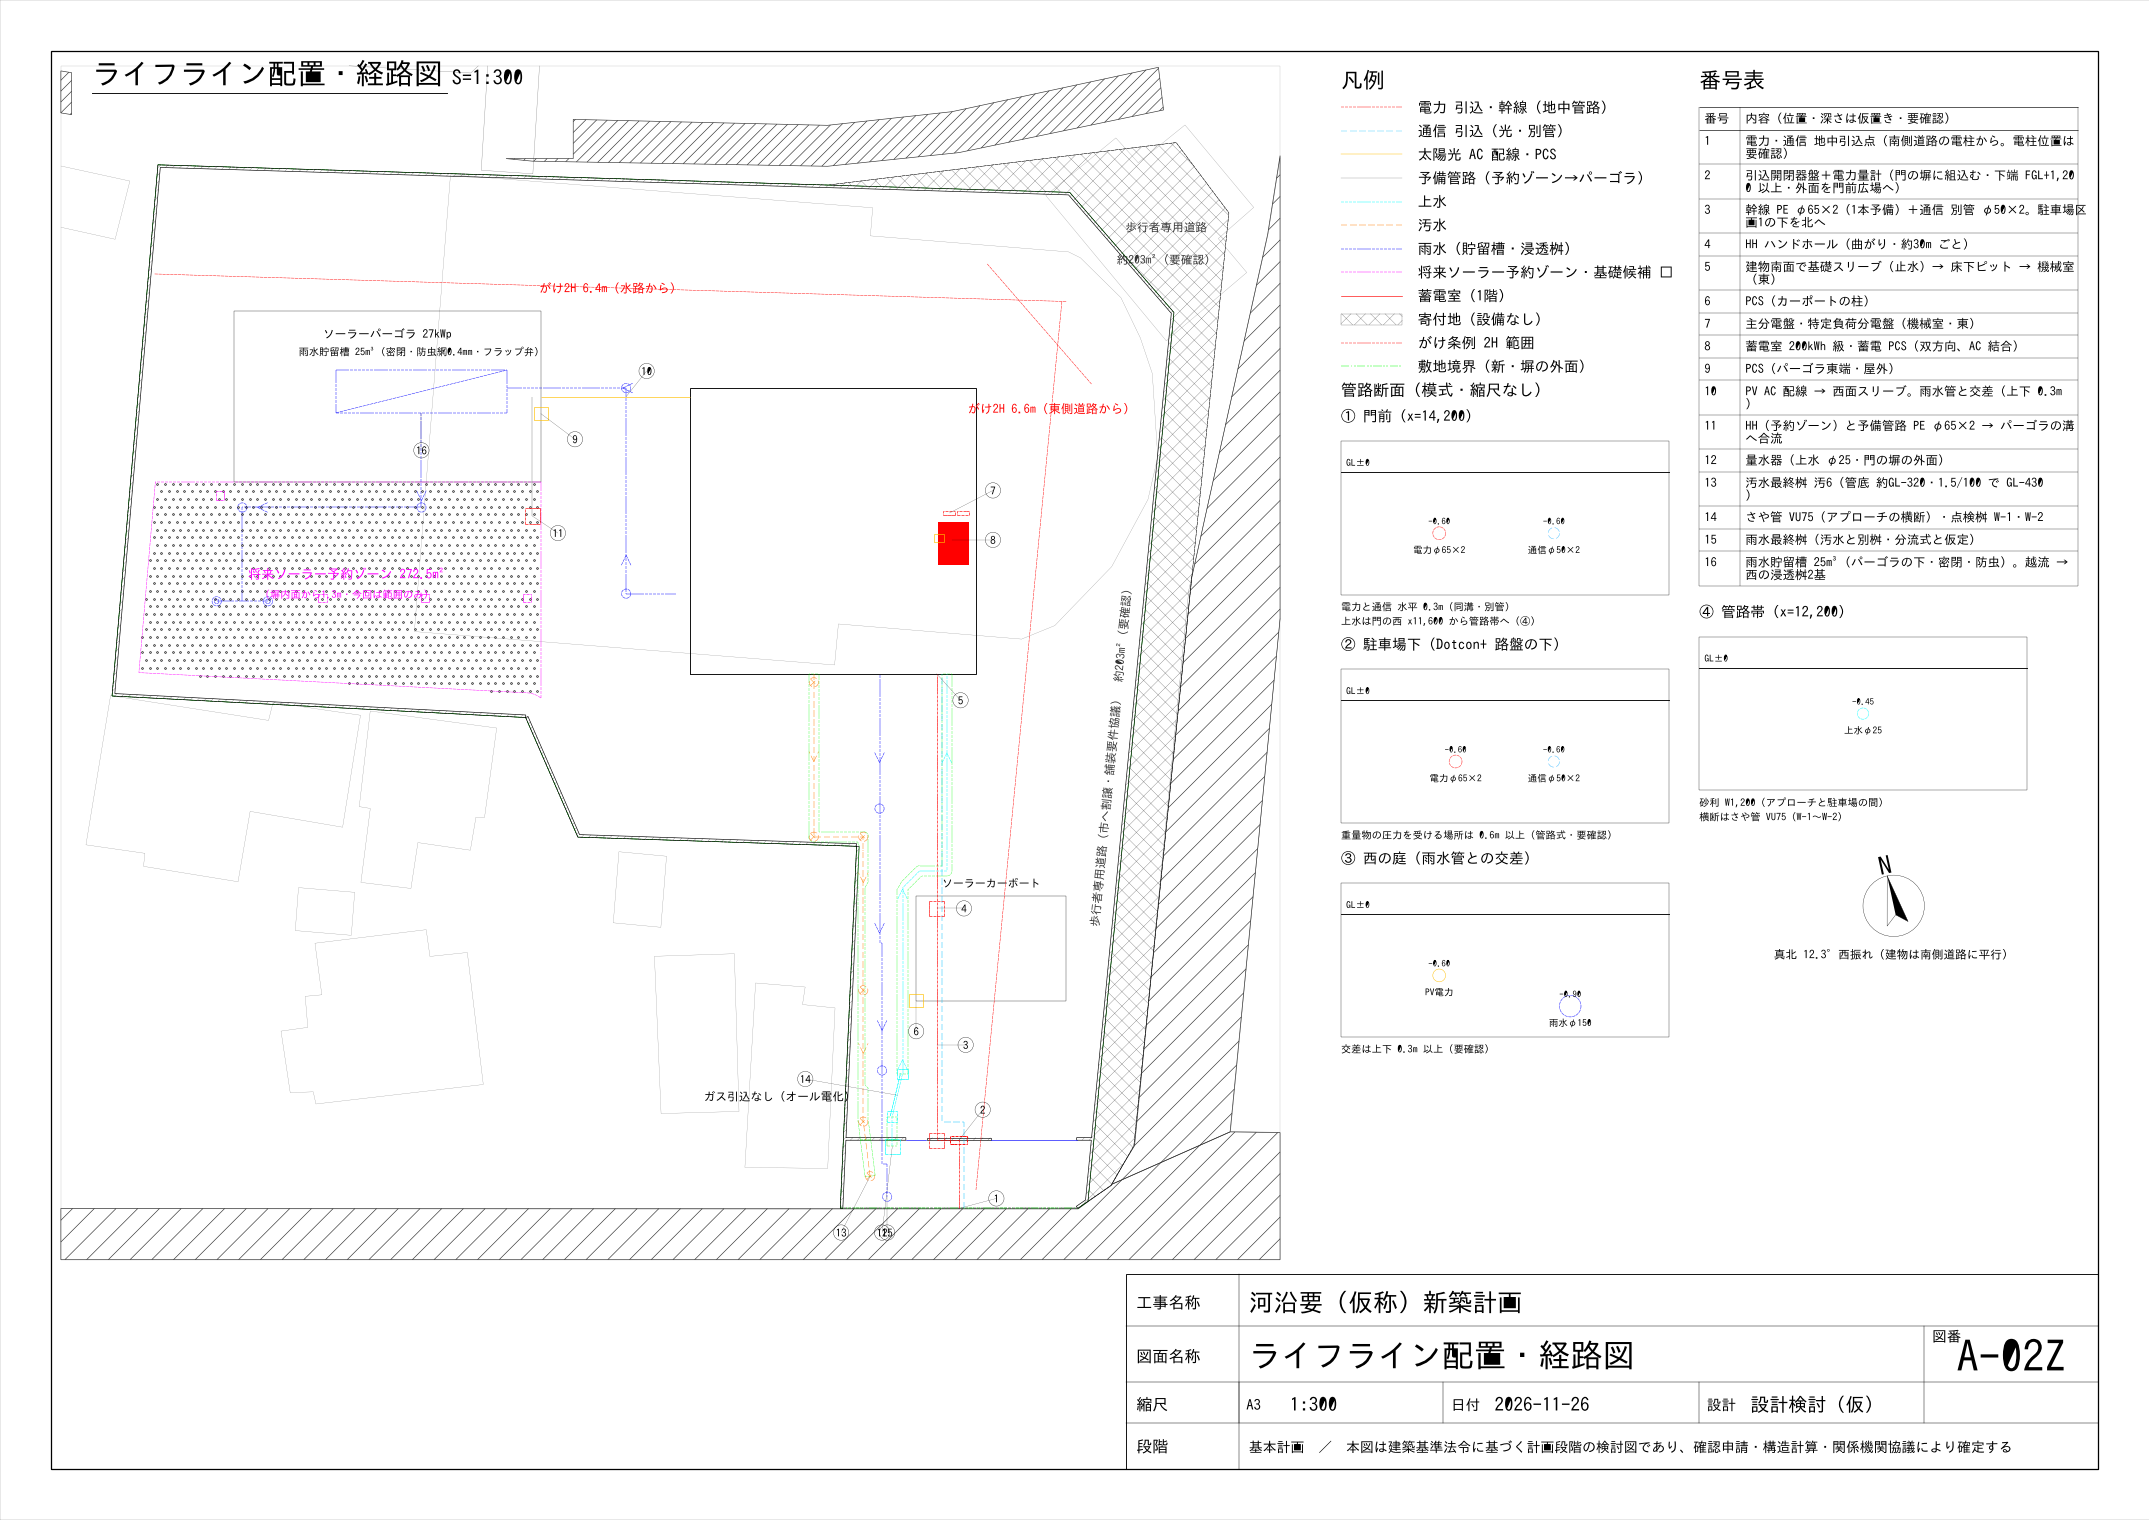 ライフライン配置・経路図 S=1:300
歩行者専用道路
約203m²（要確認）
がけ2H 6.4m（水路から）
ソーラーパーゴラ 27kWp
雨水貯留槽 25m³（密閉・防虫網0.4mm・フラップ弁）
10
がけ2H 6.6m（東側道路から）
9
16
7
8
11
将来ソーラー予約ゾーン 272.5m²
歩行者専用道路（市へ割譲・舗装要件協議） 約203m²（要確認）
5
ソーラーカーポート
4
6
3
14
ガス引込なし（オール電化）
2
1
13
15
凡例
電力 引込・幹線（地中管路）
通信 引込（光・別管）
太陽光 AC 配線・PCS
予備管路（予約ゾーン→パーゴラ）
上水
汚水
雨水（貯留槽・浸透桝）
将来ソーラー予約ゾーン・基礎候補 □
蓄電室（1階）
寄付地（設備なし）
がけ条例 2H 範囲
敷地境界（新・塀の外面）
管路断面（模式・縮尺なし）
① 門前（x=14,200）
GL±0
-0.60
-0.60
電力φ65×2
通信φ50×2
電力と通信 水平 0.3m（同溝・別管）
上水は門の西 x11,600 から管路帯へ（④）
② 駐車場下（Dotcon+ 路盤の下）
GL±0
-0.60
-0.60
電力φ65×2
通信φ50×2
重量物の圧力を受ける場所は 0.6m 以上（管路式・要確認）
③ 西の庭（雨水管との交差）
GL±0
-0.60
PV電力
-0.90
雨水φ150
交差は上下 0.3m 以上（要確認）
番号表
番号 内容（位置・深さは仮置き・要確認）
1 電力・通信 地中引込点（南側道路の電柱から。電柱位置は
要確認）
2 引込開閉器盤＋電力量計（門の塀に組込む・下端 FGL+1,20
0 以上・外面を門前広場へ）
3 幹線 PE φ65×2（1本予備）＋通信 別管 φ50×2。駐車場区
画1の下を北へ
4 HH ハンドホール（曲がり・約30m ごと）
5 建物南面で基礎スリーブ（止水）→ 床下ピット → 機械室
（東）
6 PCS（カーポートの柱）
7 主分電盤・特定負荷分電盤（機械室・東）
8 蓄電室 200kWh 級・蓄電 PCS（双方向、AC 結合）
9 PCS（パーゴラ東端・屋外）
10 PV AC 配線 → 西面スリーブ。雨水管と交差（上下 0.3m
）
11 HH（予約ゾーン）と予備管路 PE φ65×2 → パーゴラの溝
へ合流
12 量水器（上水 φ25・門の塀の外面）
13 汚水最終桝 汚6（管底 約GL-320・1.5/100 で GL-430
）
14 さや管 VU75（アプローチの横断）・点検桝 W-1・W-2
15 雨水最終桝（汚水と別桝・分流式と仮定）
16 雨水貯留槽 25m³（パーゴラの下・密閉・防虫）。越流 →
西の浸透桝2基
④ 管路帯（x=12,200）
GL±0
-0.45
上水φ25
砂利 W1,200（アプローチと駐車場の間）
横断はさや管 VU75（W-1～W-2）
N
真北 12.3° 西振れ（建物は南側道路に平行）
工事名称 河沿要（仮称）新築計画
図面名称 ライフライン配置・経路図 図番 A-02Z
縮尺 A3 1:300 日付 2026-11-26 設計 設計検討（仮）
段階 基本計画 ／ 本図は建築基準法令に基づく計画段階の検討図であり、確認申請・構造計算・関係機関協議により確定する